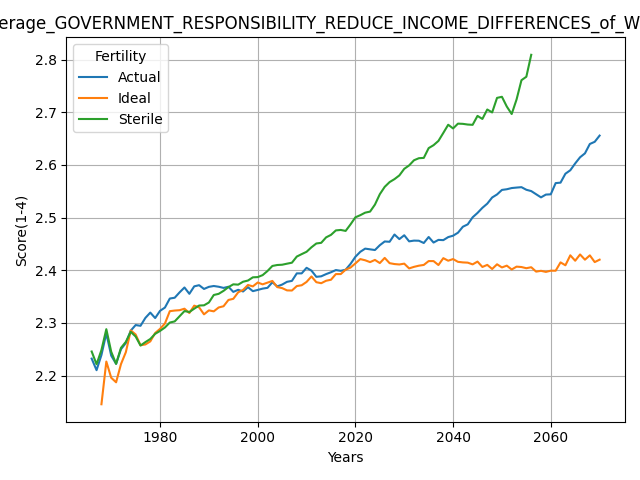 erage_GOVERNMENT_RESPONSIBILITY_REDUCE_INCOME_DIFFERENCES_of_W
Fertility
Actual
Ideal
Sterile
2.8
2.7
2.6
2.5
2.4
2.3
2.2
Score(1-4)
1980 2000 2020 2040 2060
Years